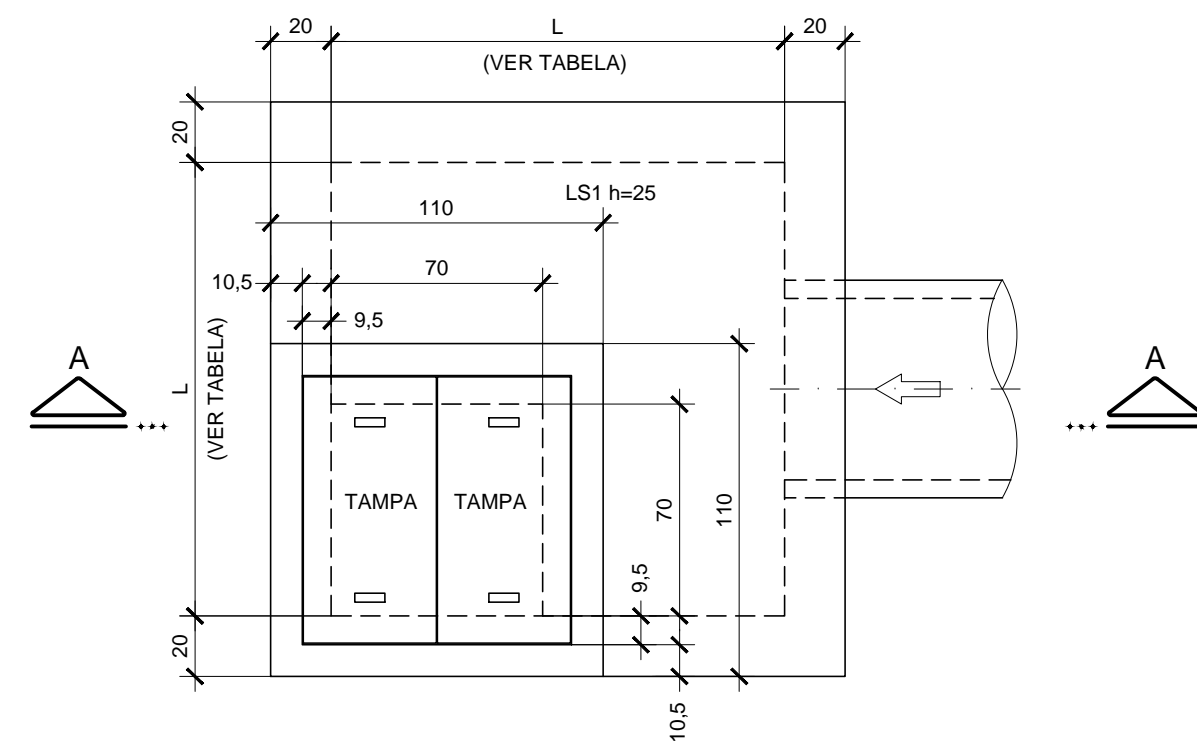 20
L
20
(VER TABELA)
20
LS1 h=25
110
10,5
70
9,5
L
(VER TABELA)
A
A
TAMPA
TAMPA
70
110
9,5
20
10,5